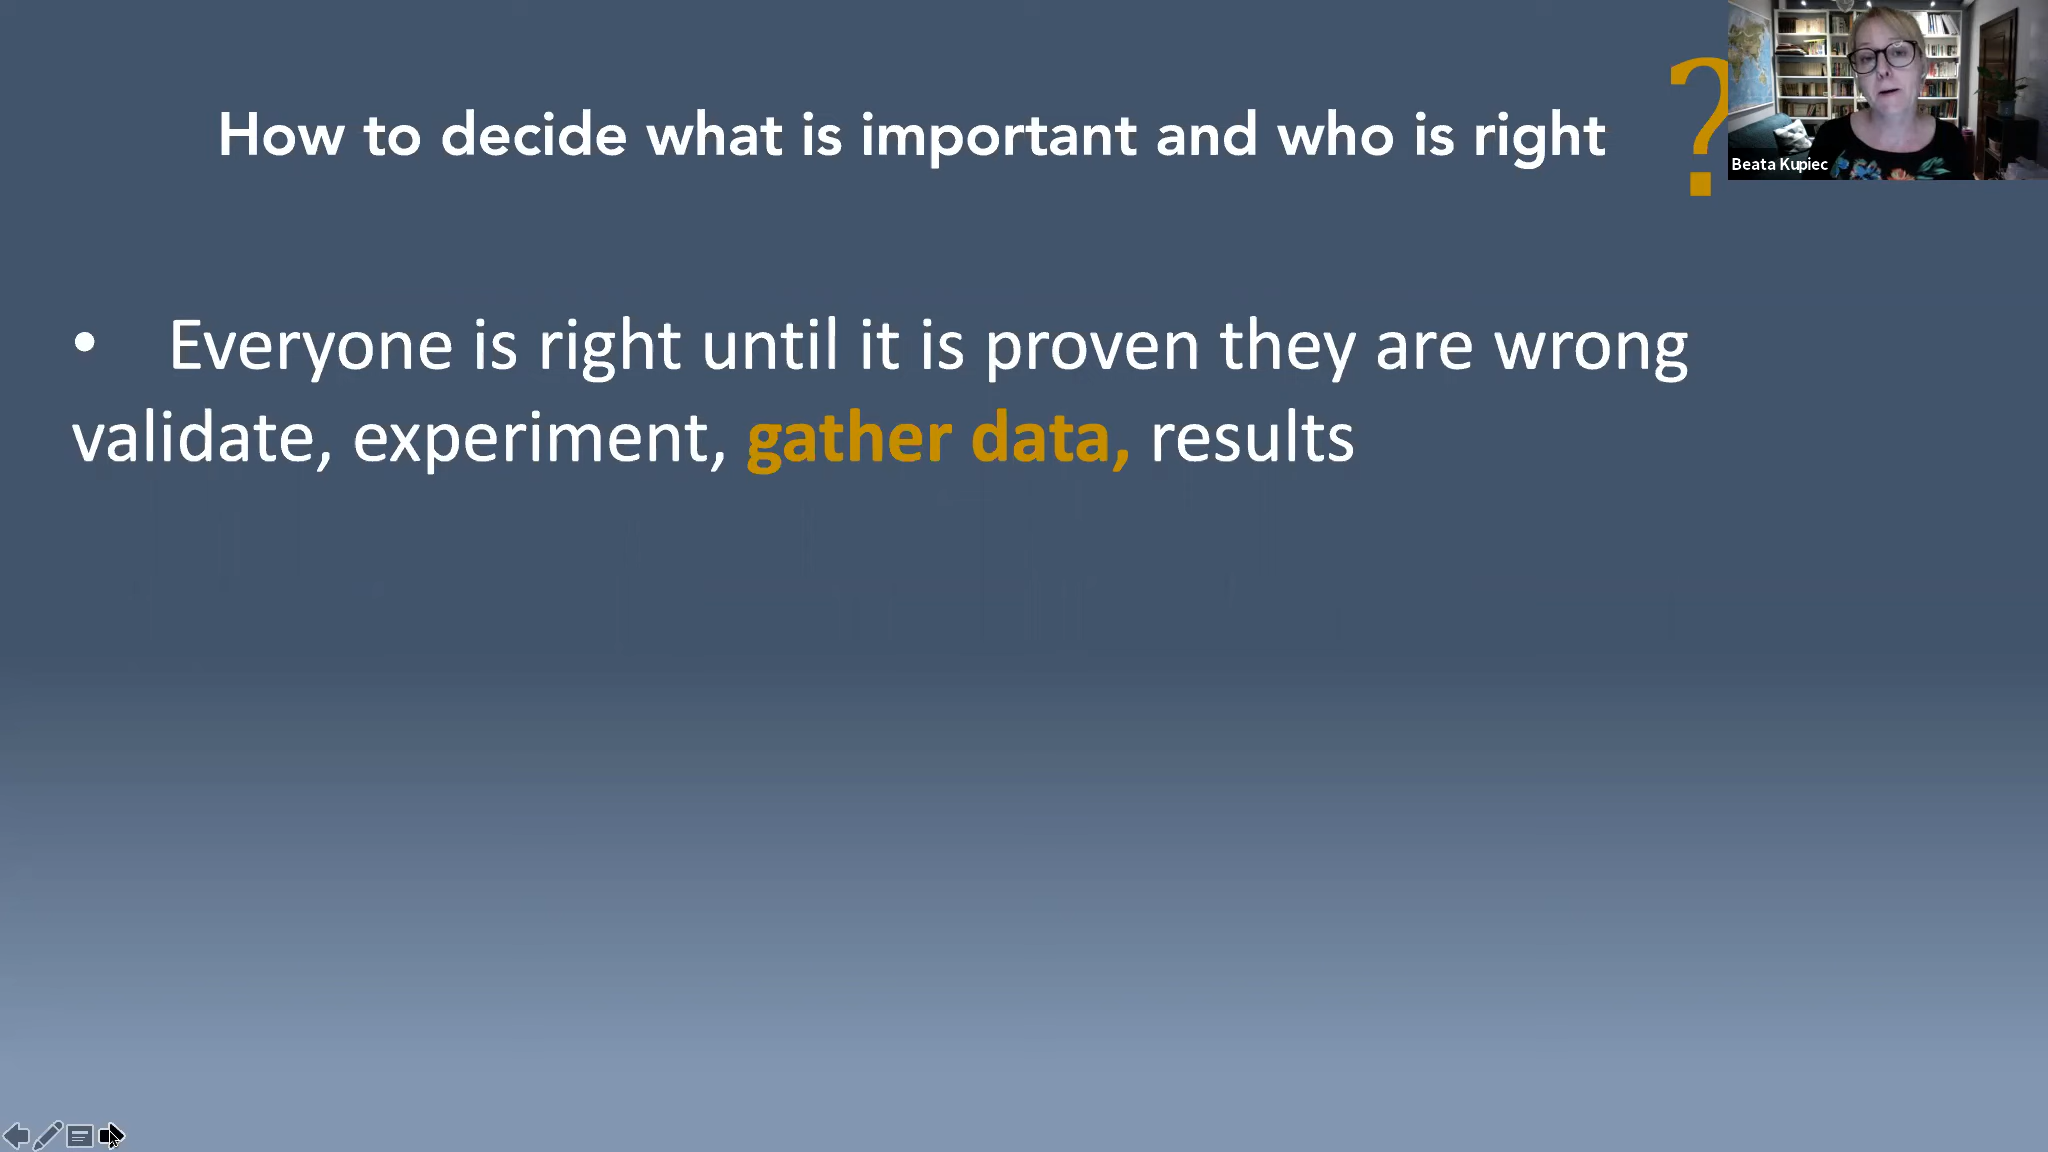 How to decide what is important and who is right ?
Beata Kupiec
• Everyone is right until it is proven they are wrong
validate, experiment, gather data, results